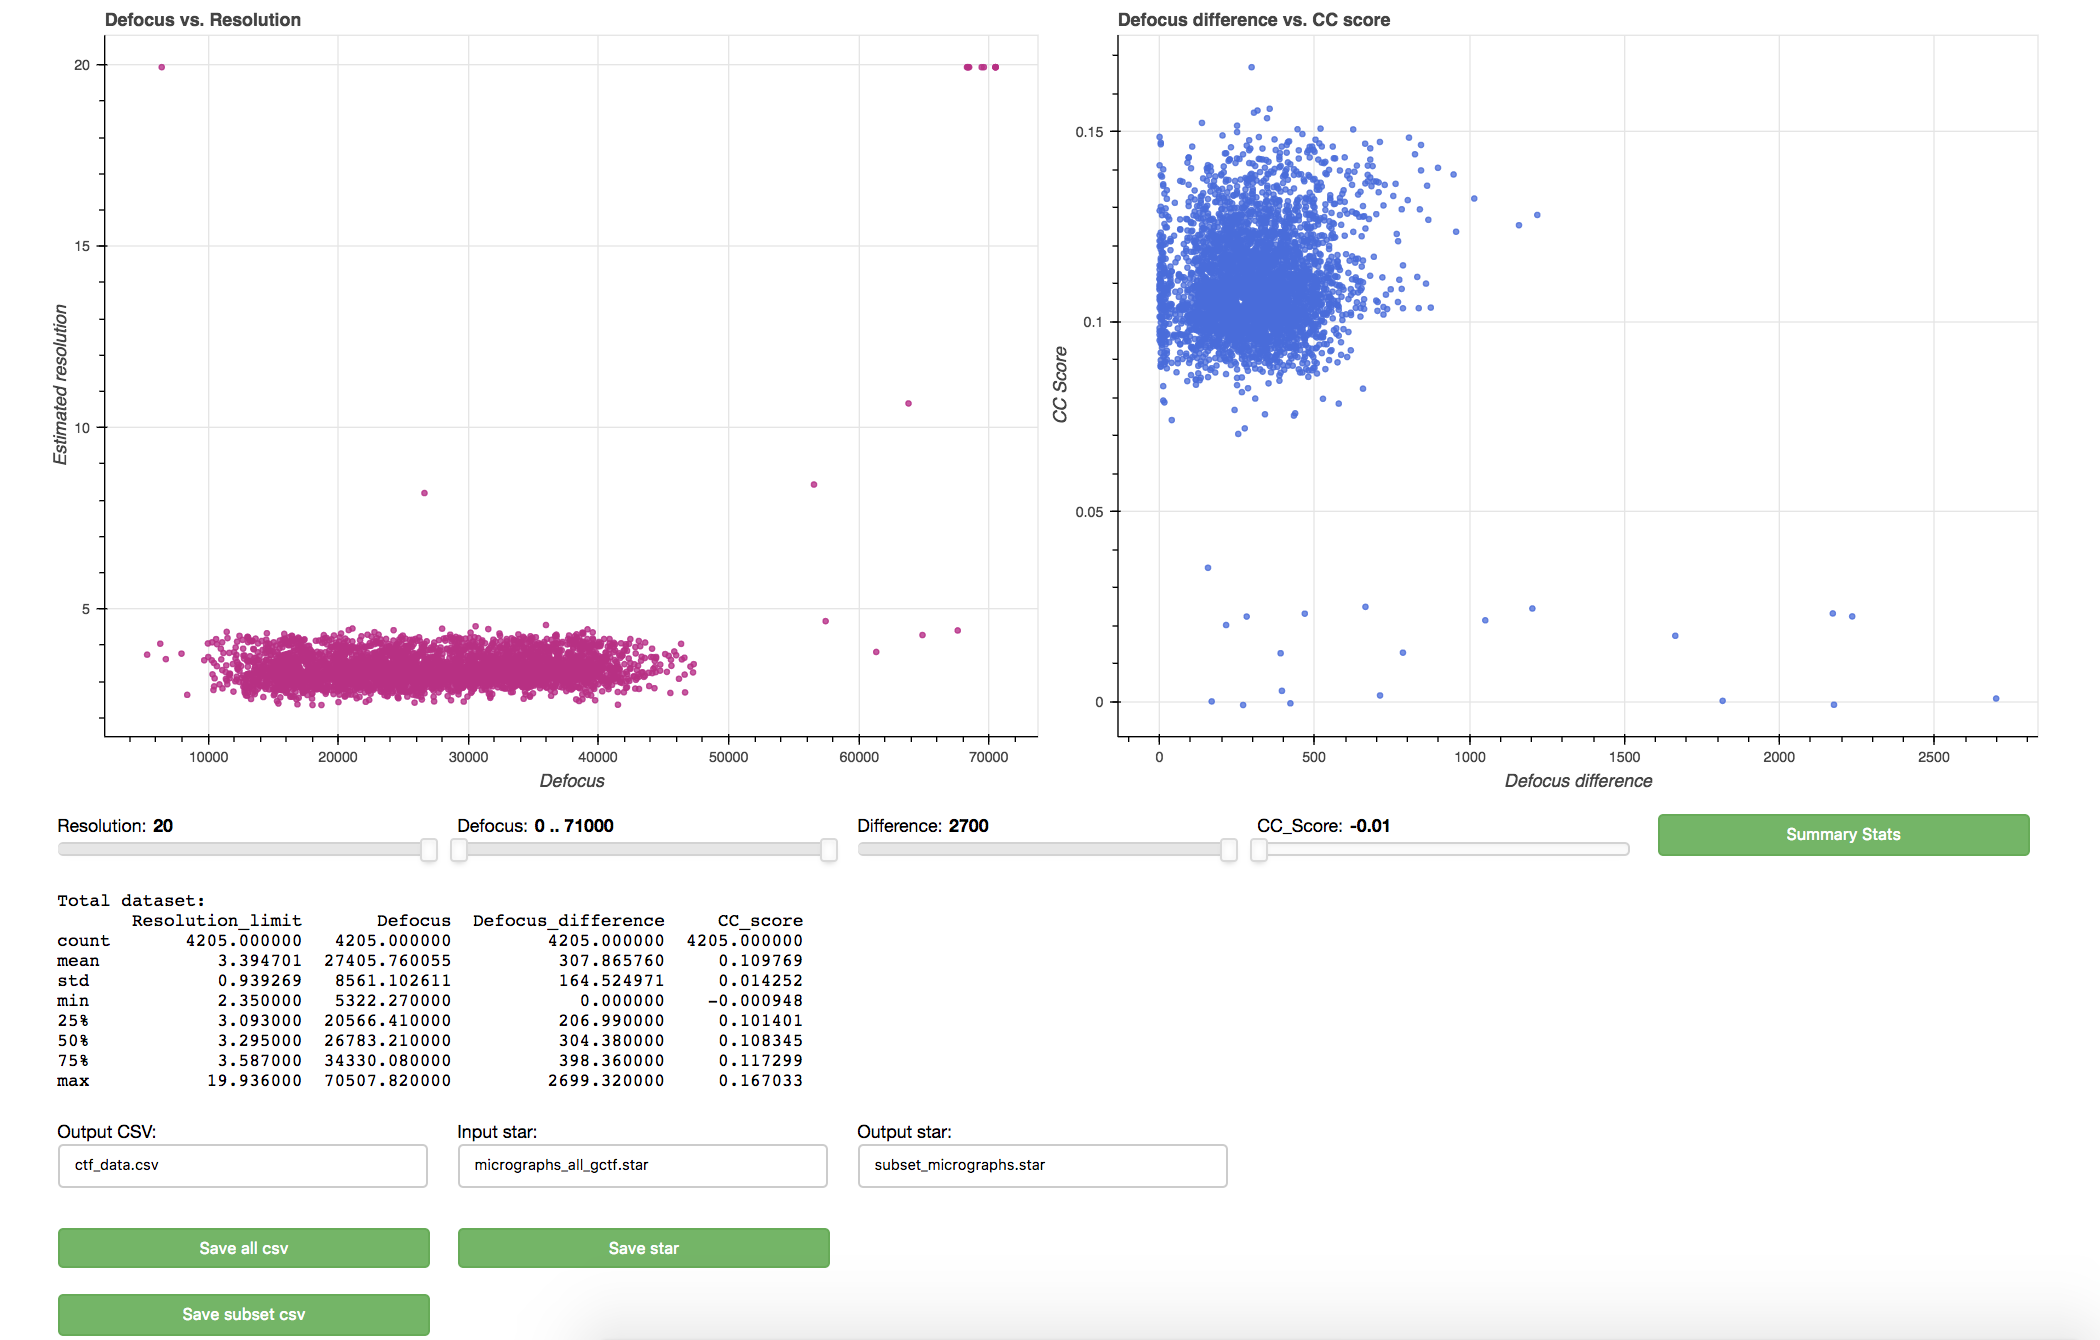 Defocus vs. Resolution
20
15
10
5
Estimated resolution
10000 20000 30000 40000 50000 60000 70000
Defocus
Defocus difference vs. CC score
0.15
0.1
0.05
0
CC Score
0 500 1000 1500 2000 2500
Defocus difference
Resolution: 20 Defocus: 0 .. 71000 Difference: 2700 CC_Score: -0.01 Summary Stats
Total dataset:
Resolution_limit Defocus Defocus_difference CC_score
count 4205.000000 4205.000000 4205.000000 4205.000000
mean 3.394701 27405.760055 307.865760 0.109769
std 0.939269 8561.102611 164.524971 0.014252
min 2.350000 5322.270000 0.000000 -0.000948
25% 3.093000 20566.410000 206.990000 0.101401
50% 3.295000 26783.210000 304.380000 0.108345
75% 3.587000 34330.080000 398.360000 0.117299
max 19.936000 70507.820000 2699.320000 0.167033
Output CSV: Input star: Output star:
ctf_data.csv micrographs_all_gctf.star subset_micrographs.star
Save all csv Save star
Save subset csv